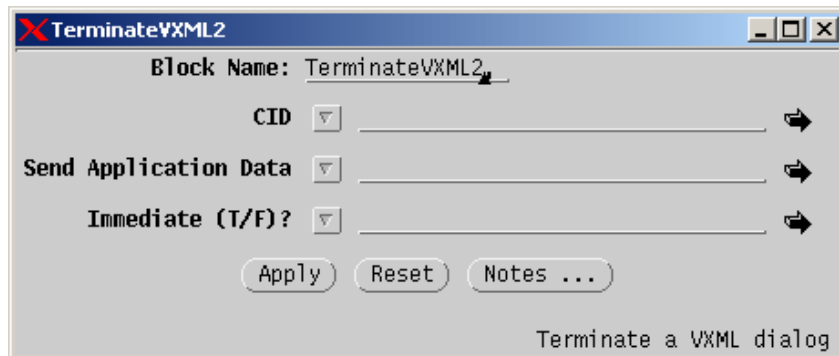 TerminateVXML2
Block Name: TerminateVXML2
CID
Send Application Data
Immediate (T/F)?
Apply Reset Notes ...
Terminate a VXML dialog